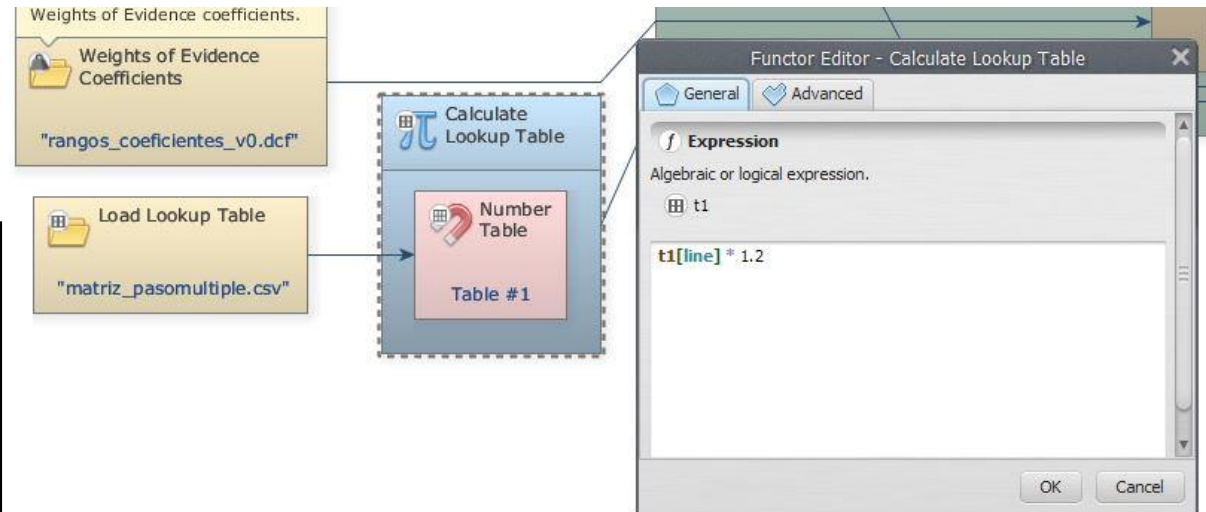 Weights of Evidence coefficients.
Weights of Evidence
Coefficients
"rangos_coeficientes_v0.dcf"
Load Lookup Table
"matriz_pasomultiple.csv"
Calculate
Lookup Table
Number
Table
Table #1
Functor Editor - Calculate Lookup Table
General
Advanced
f Expression
Algebraic or logical expression.
t1
t1[line] * 1.2
OK
Cancel